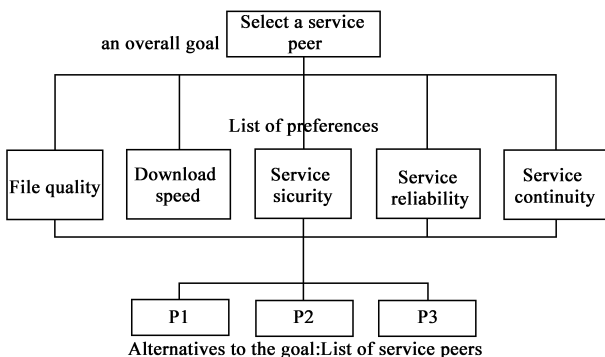 Select a service
peer
an overall goal
List of preferences
File quality
Download
speed
Service
sicurity
Service
reliability
Service
continuity
P1
P2
P3
Alternatives to the goal:List of service peers